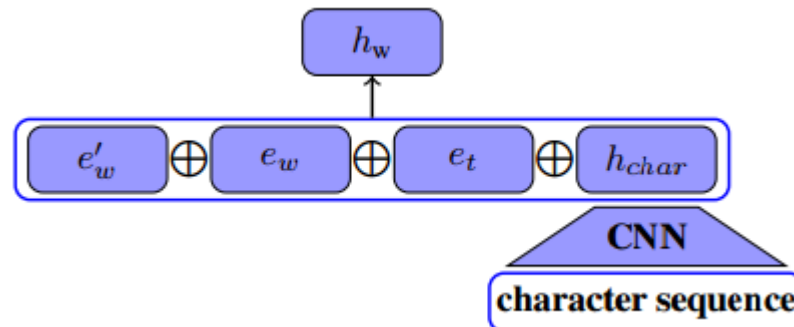 h_w
e'_w ⊕ e_w ⊕ e_t ⊕ h_char
CNN
character sequence